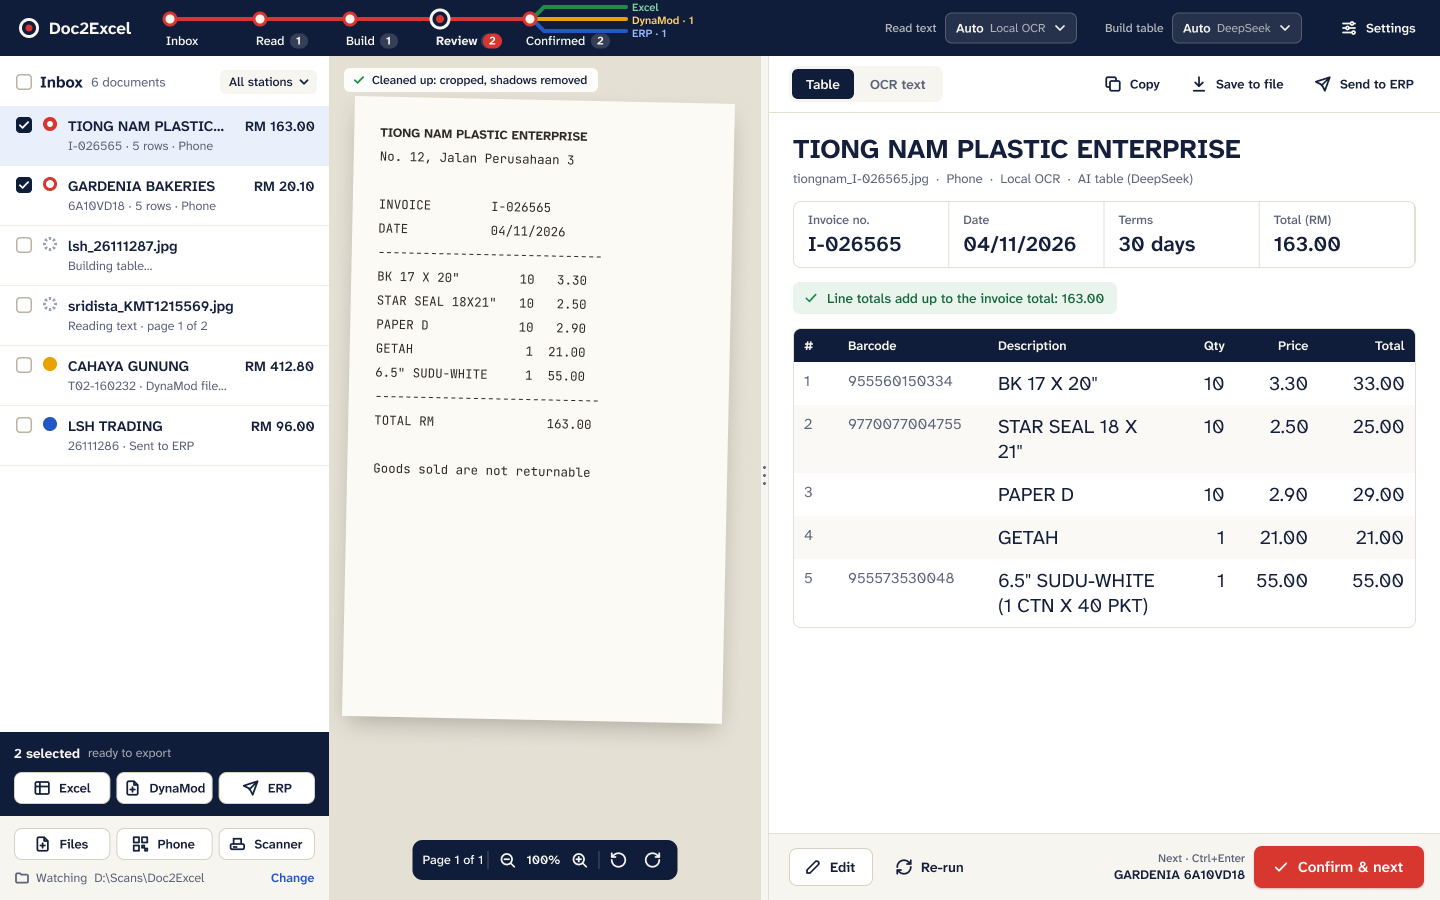 Doc2Excel
Inbox
Read 1
Build 1
Review 2
Confirmed 2
Excel
DynaMod · 1
ERP · 1
Read text Auto Local OCR
Build table Auto DeepSeek
Settings
Inbox 6 documents All stations
TIONG NAM PLASTIC... RM 163.00
I-026565 · 5 rows · Phone
GARDENIA BAKERIES RM 20.10
6A10VD18 · 5 rows · Phone
lsh_26111287.jpg
Building table...
sridista_KMT1215569.jpg
Reading text · page 1 of 2
CAHAYA GUNUNG RM 412.80
T02-160232 · DynaMod file...
LSH TRADING RM 96.00
26111286 · Sent to ERP
2 selected ready to export
Excel DynaMod ERP
Files Phone Scanner
Watching D:\Scans\Doc2Excel Change
Cleaned up: cropped, shadows removed
TIONG NAM PLASTIC ENTERPRISE
No. 12, Jalan Perusahaan 3
INVOICE I-026565
DATE 04/11/2026
-----------------------------
BK 17 X 20" 10 3.30
STAR SEAL 18X21" 10 2.50
PAPER D 10 2.90
GETAH 1 21.00
6.5" SUDU-WHITE 1 55.00
-----------------------------
TOTAL RM 163.00
Goods sold are not returnable
Page 1 of 1 100%
Table OCR text
Copy Save to file Send to ERP
TIONG NAM PLASTIC ENTERPRISE
tiongnam_I-026565.jpg · Phone · Local OCR · AI table (DeepSeek)
Invoice no. Date Terms Total (RM)
I-026565 04/11/2026 30 days 163.00
Line totals add up to the invoice total: 163.00
# Barcode Description Qty Price Total
1 955560150334 BK 17 X 20" 10 3.30 33.00
2 9770077004755 STAR SEAL 18 X 10 2.50 25.00
21"
3 PAPER D 10 2.90 29.00
4 GETAH 1 21.00 21.00
5 955573530048 6.5" SUDU-WHITE 1 55.00 55.00
(1 CTN X 40 PKT)
Edit Re-run
Next · Ctrl+Enter
GARDENIA 6A10VD18
Confirm & next